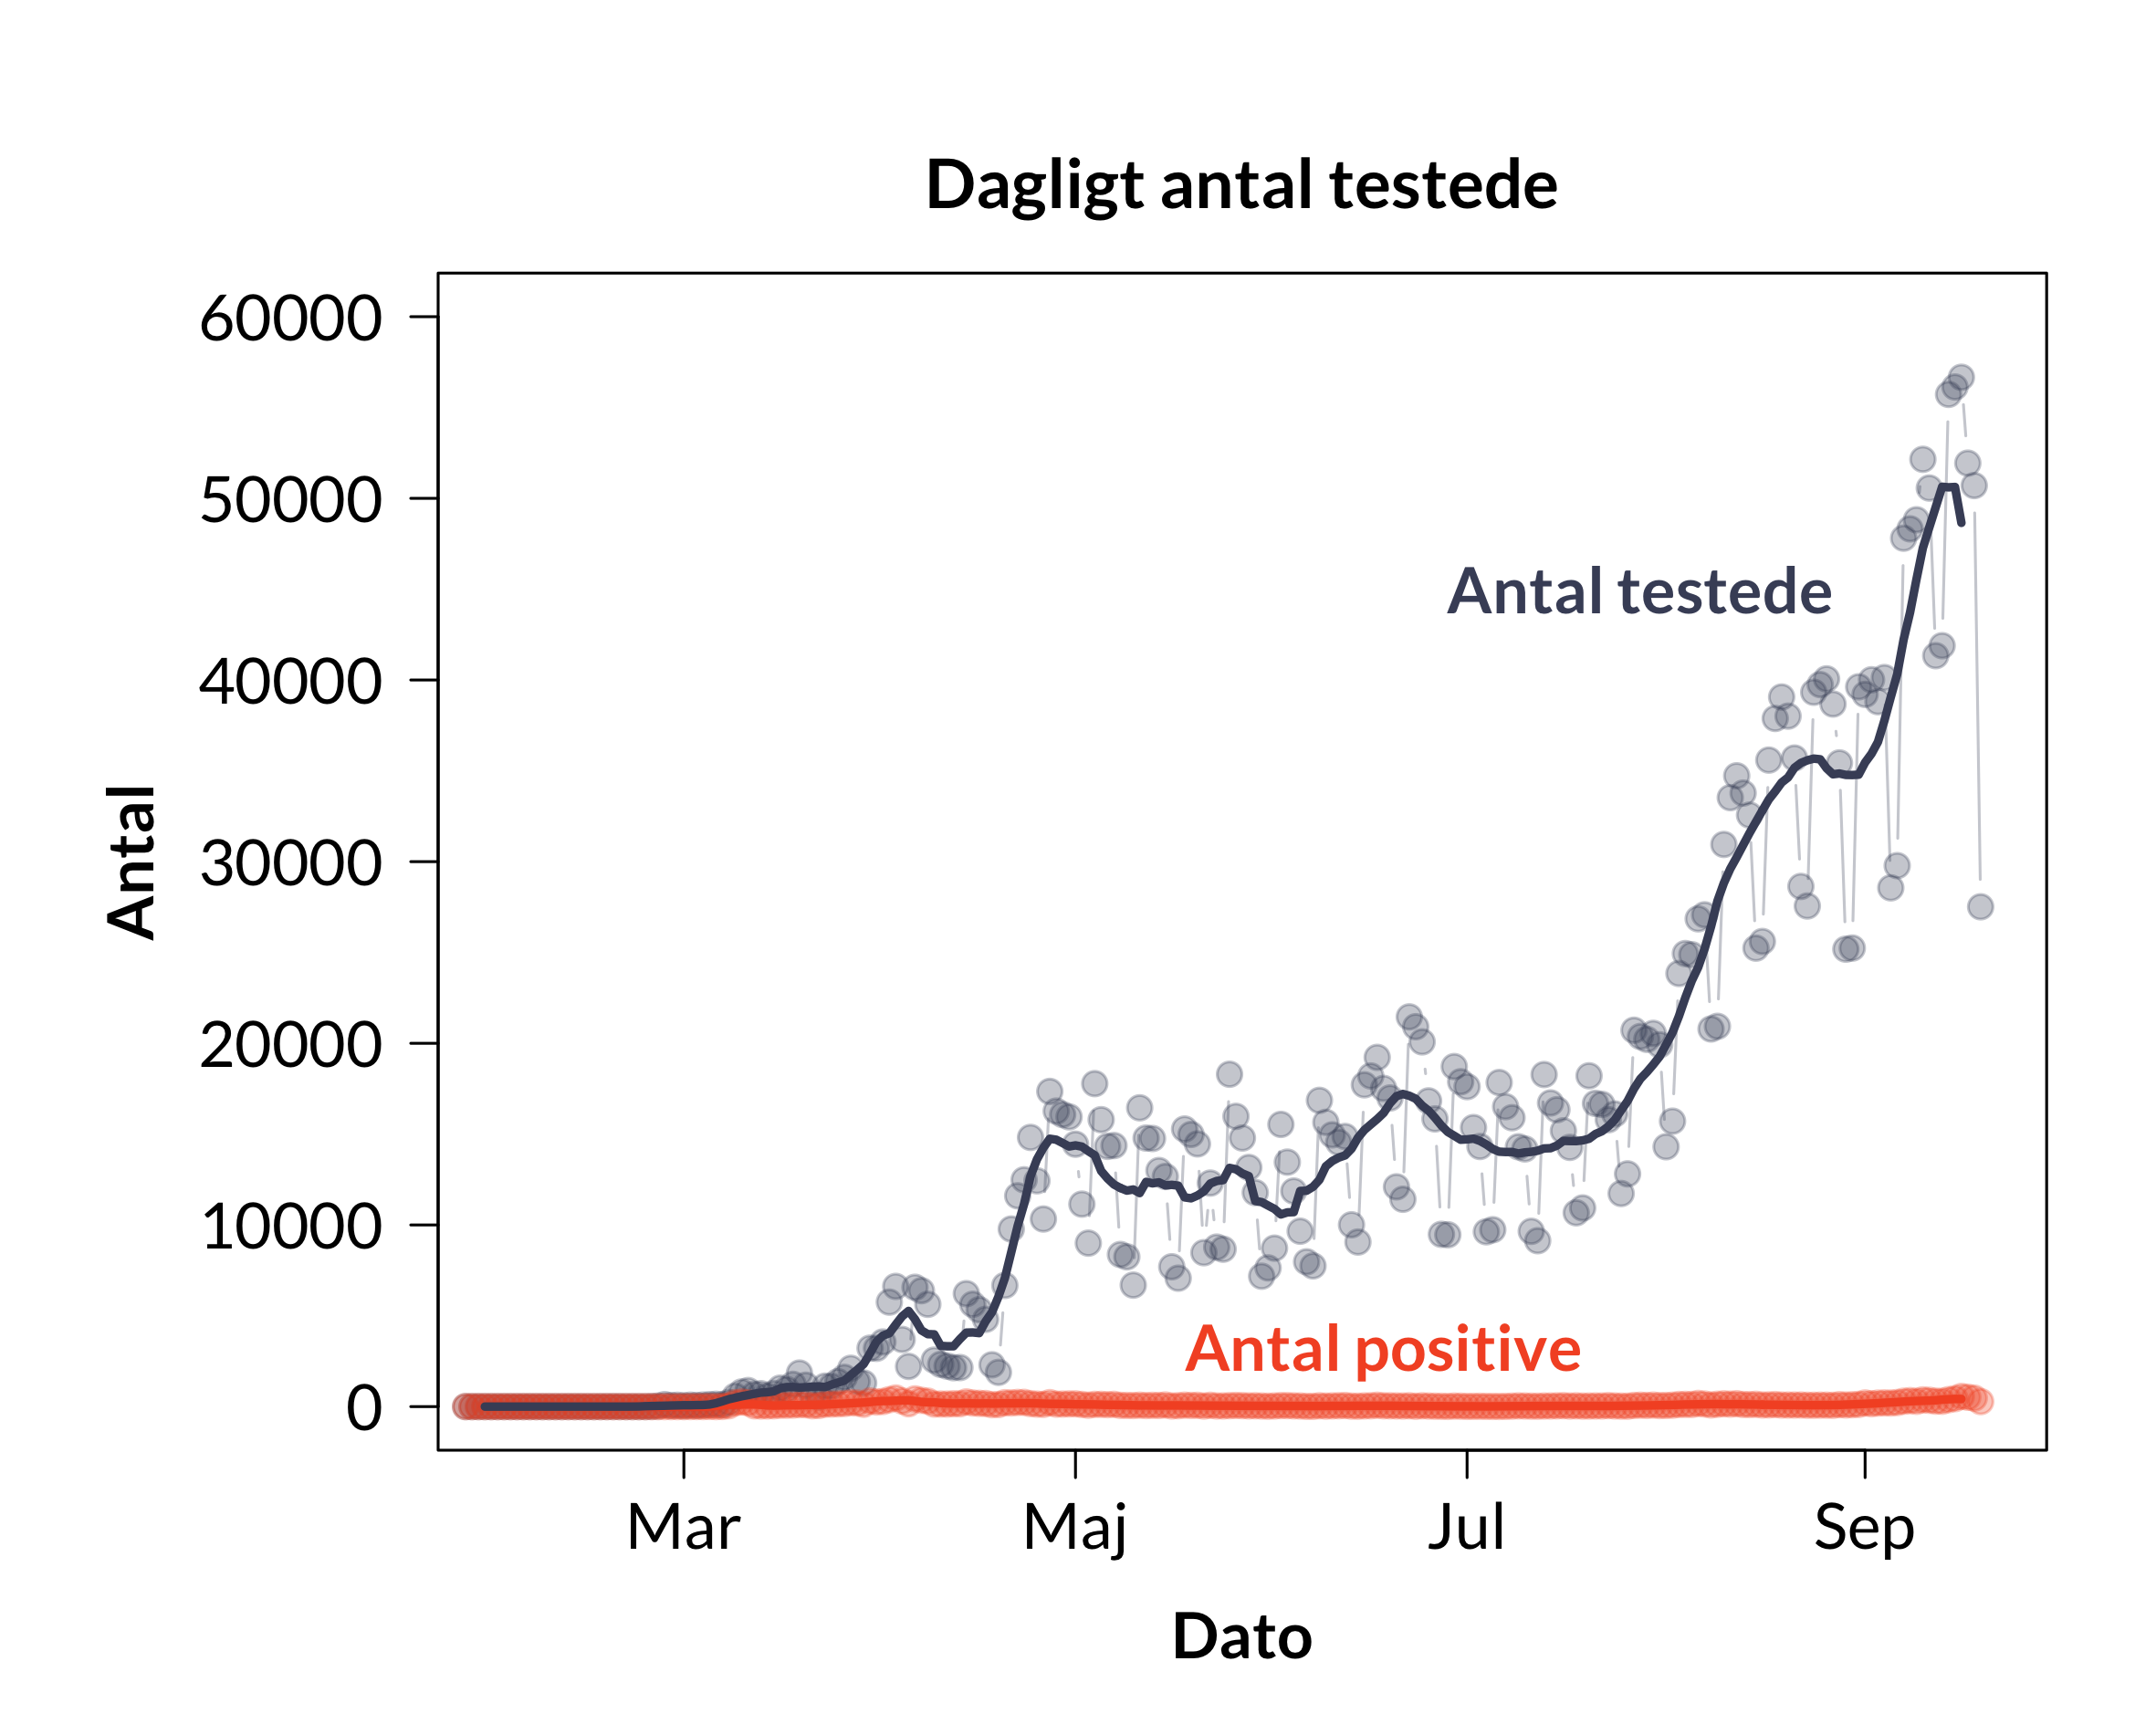 Dagligt antal testede
60000
50000
40000
30000
20000
10000
0
Antal
Antal testede
Antal positive
Mar
Maj
Jul
Sep
Dato